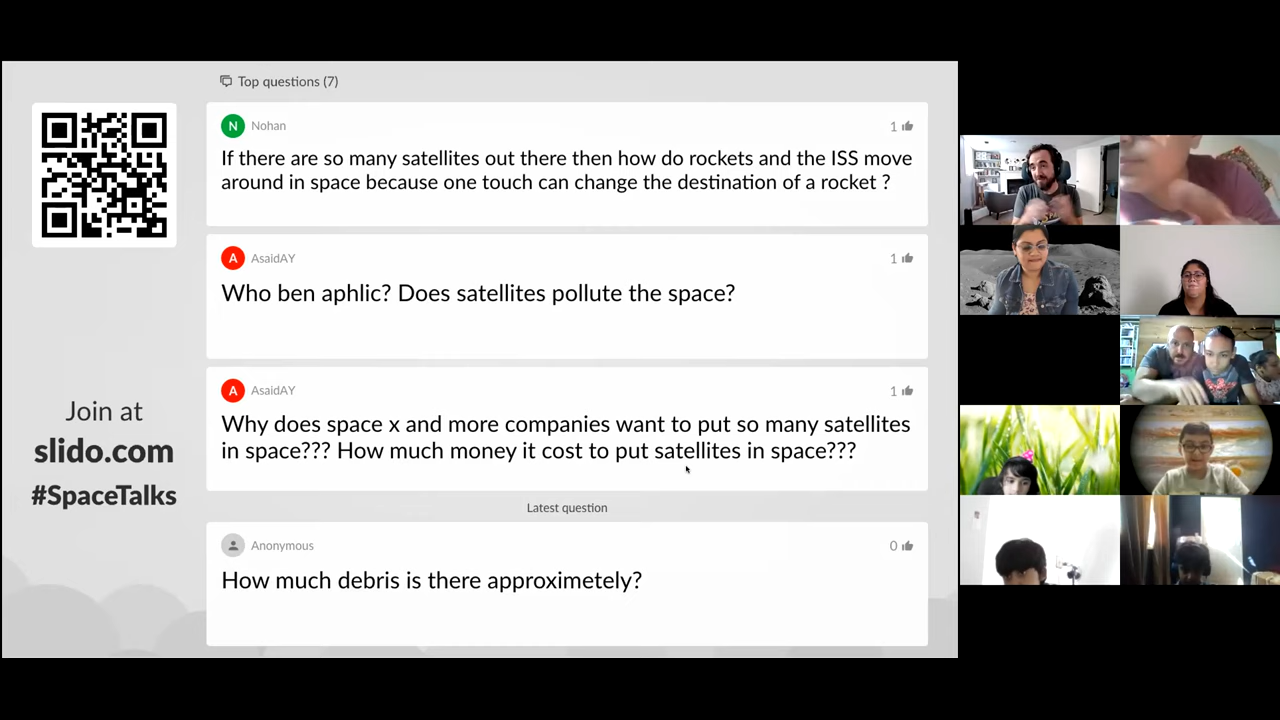 Top questions (7)
N Nohan 1
If there are so many satellites out there then how do rockets and the ISS move
around in space because one touch can change the destination of a rocket ?
A AsaidAY 1
Who ben aphlic? Does satellites pollute the space?
A AsaidAY 1
Why does space x and more companies want to put so many satellites
in space??? How much money it cost to put satellites in space???
Latest question
Anonymous 0
How much debris is there approximetely?
Join at
slido.com
#SpaceTalks